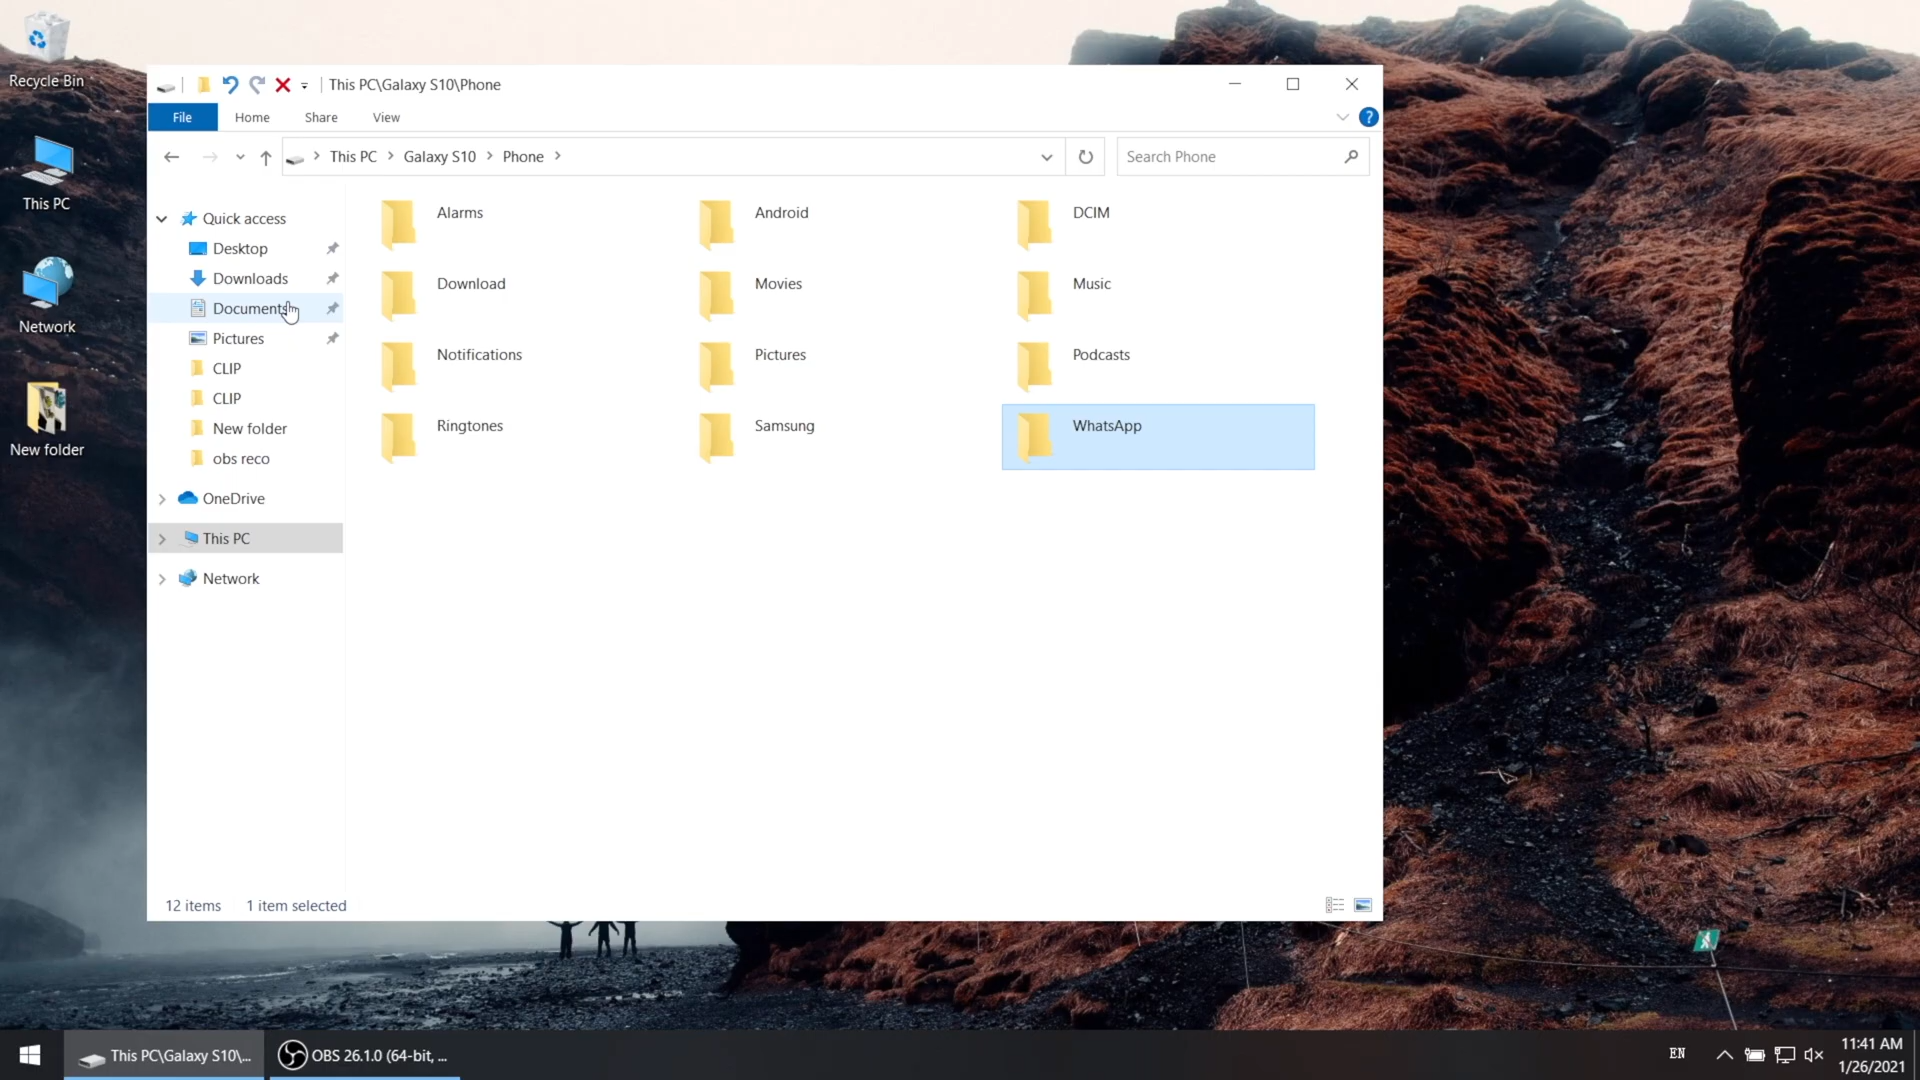 Recycle Bin
This PC
Network
New folder
This PC\Galaxy S10\Phone
File Home Share View
?
This PC Galaxy S10 Phone
Search Phone
Quick access
Desktop
Downloads
Documents
Pictures
CLIP
CLIP
New folder
obs reco
OneDrive
This PC
Network
Alarms Android DCIM
Download Movies Music
Notifications Pictures Podcasts
Ringtones Samsung WhatsApp
12 items 1 item selected
This PC\Galaxy S10\...
OBS 26.1.0 (64-bit, ...
EN
11:41 AM
1/26/2021